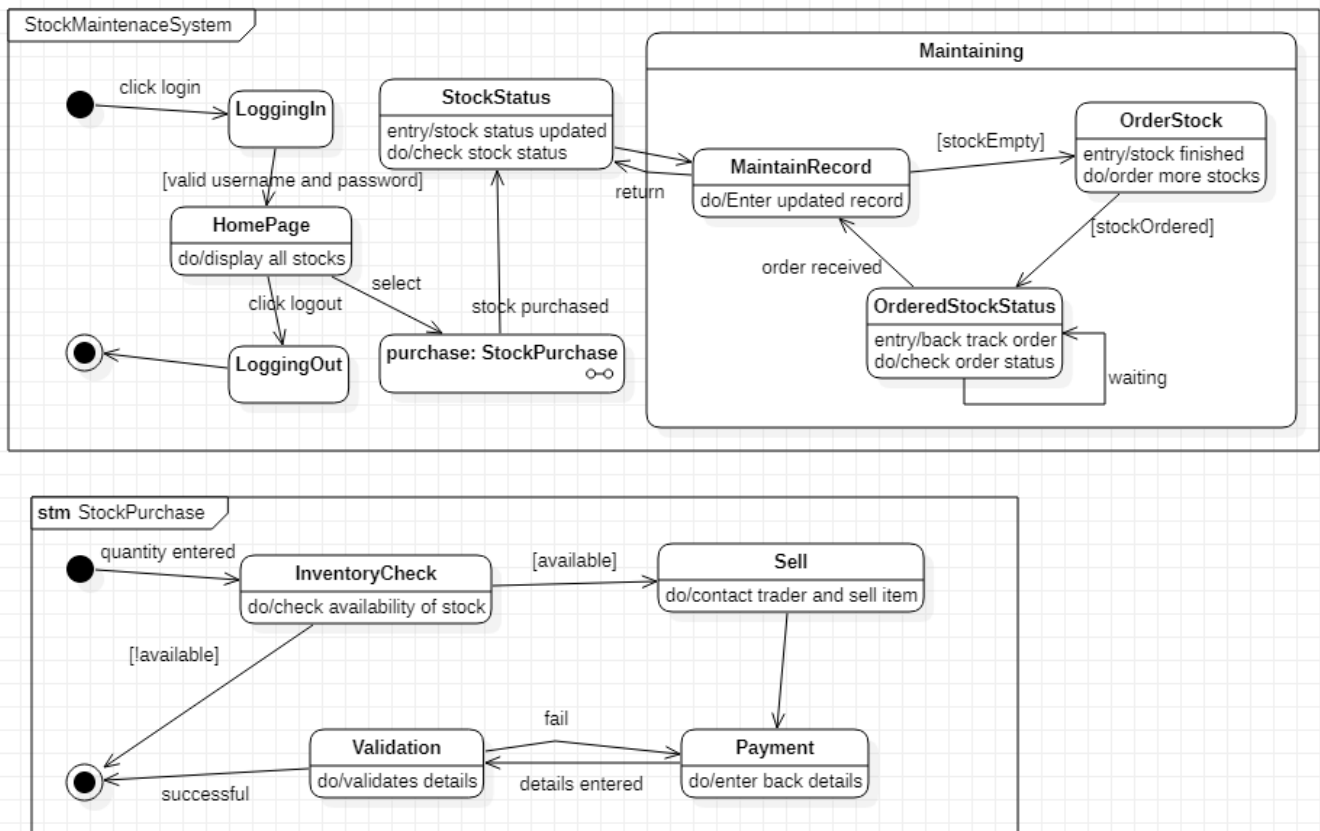 StockMaintenaceSystem
Maintaining
click login
LoggingIn
StockStatus
entry/stock status updated
do/check stock status
OrderStock
entry/stock finished
do/order more stocks
[stockEmpty]
MaintainRecord
do/Enter updated record
[valid username and password]
return
HomePage
do/display all stocks
[stockOrdered]
order received
select
click logout
stock purchased
OrderedStockStatus
entry/back track order
do/check order status
purchase: StockPurchase
LoggingOut
waiting
stm StockPurchase
quantity entered
InventoryCheck
do/check availability of stock
[available]
Sell
do/contact trader and sell item
[!available]
fail
Validation
do/validates details
Payment
do/enter back details
details entered
successful